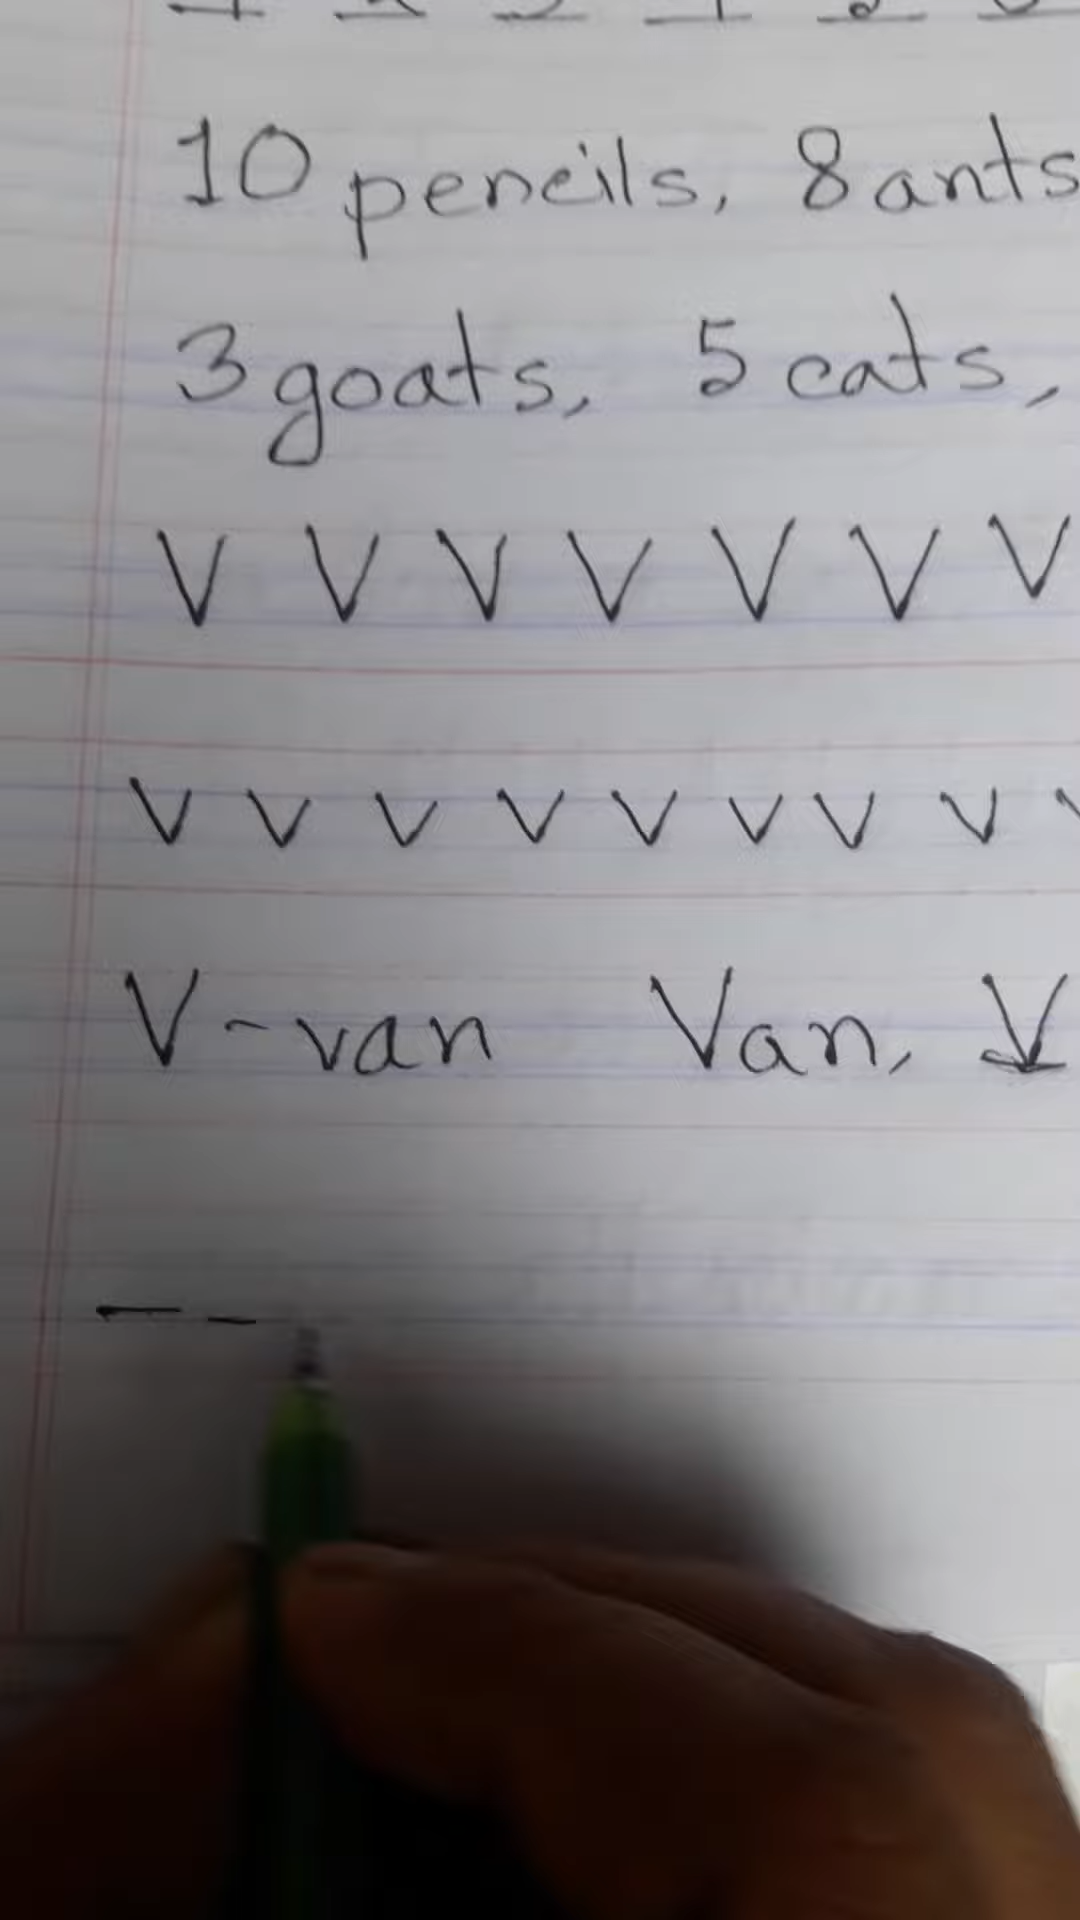 10 pencils, 8 ants
3 goats, 5 cats,
V V V V V V V
v v v v v v v v v
V - van Van, V